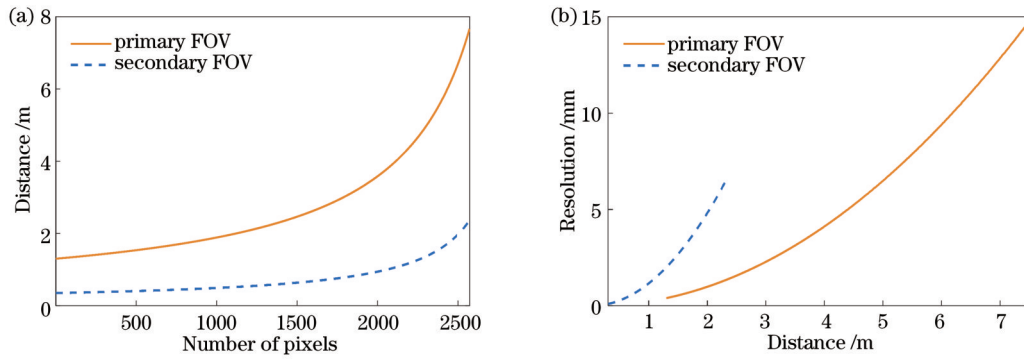 (a)
8
6
4
2
0
Distance /m
primary FOV
secondary FOV
500 1000 1500 2000 2500
Number of pixels
(b)
15
10
5
0
Resolution /mm
primary FOV
secondary FOV
1 2 3 4 5 6 7
Distance /m